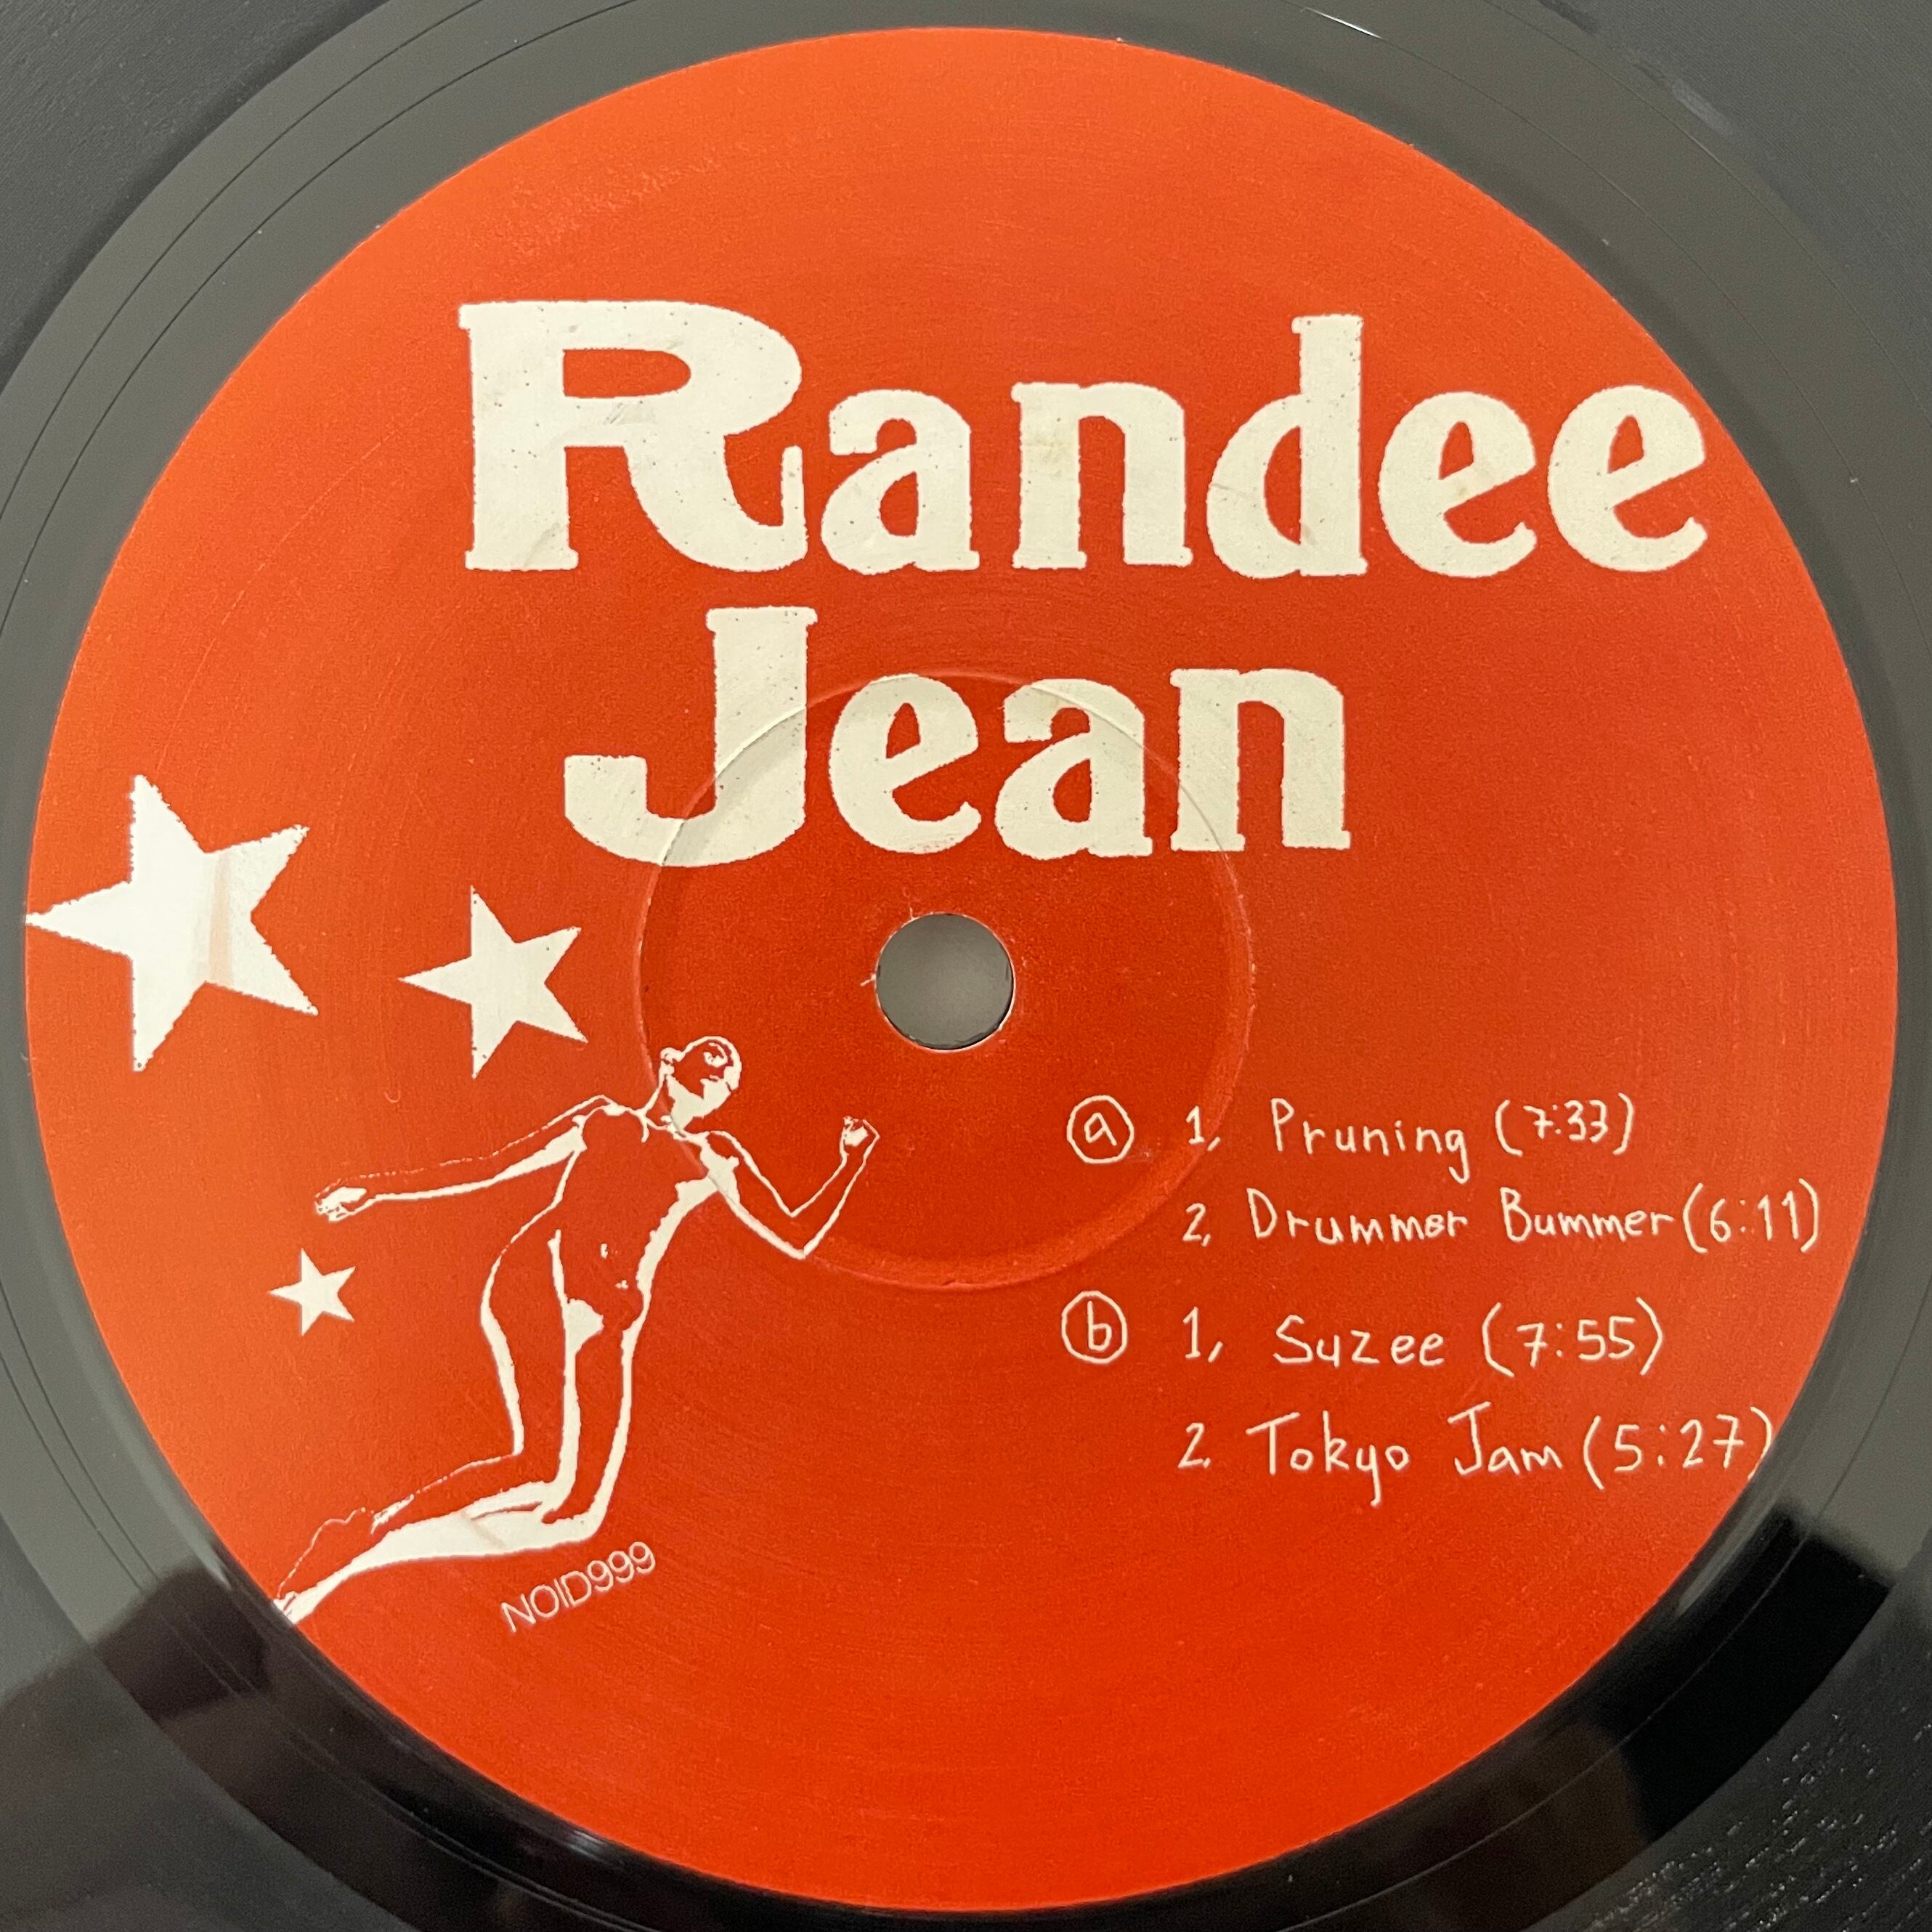 Randee
Jean
a 1, Pruning (7:33)
2, Drummer Bummer (6:11)
b 1, Suzee (7:55)
2. Tokyo Jam (5:27)
NOID999